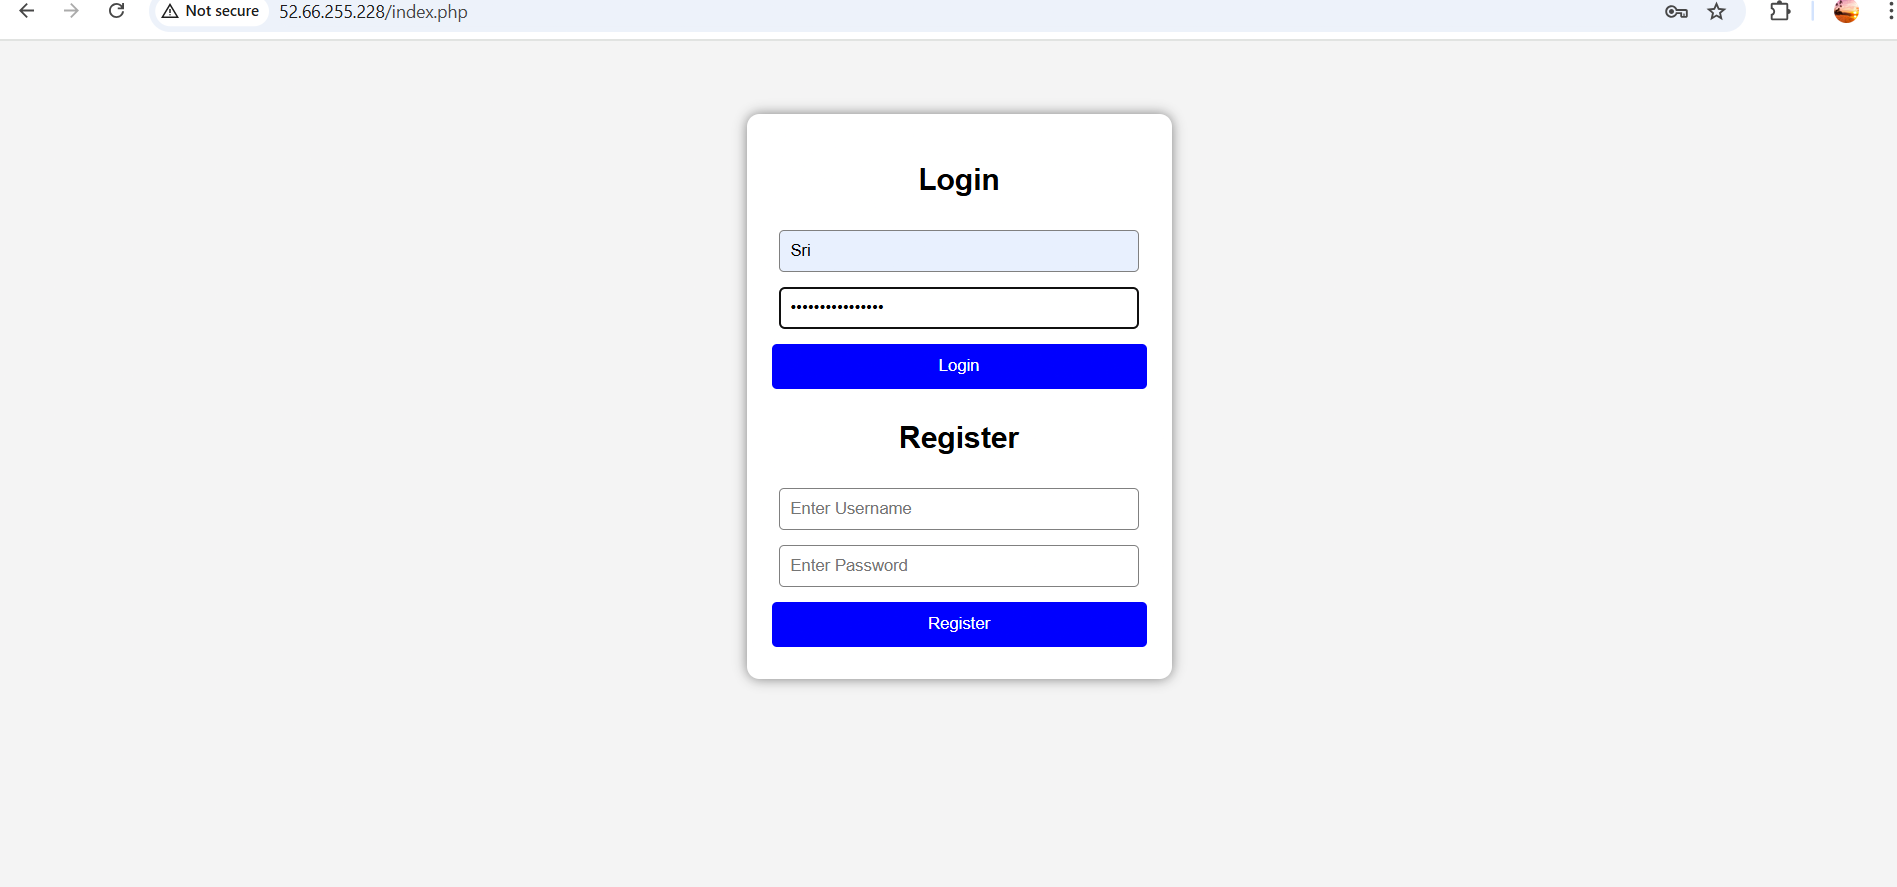 Not secure 52.66.255.228/index.php
Login
Sri
••••••••••••••••
Login
Register
Enter Username
Enter Password
Register